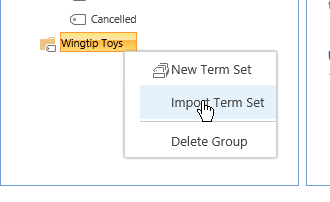 Cancelled
Wingtip Toys
New Term Set
Import Term Set
Delete Group